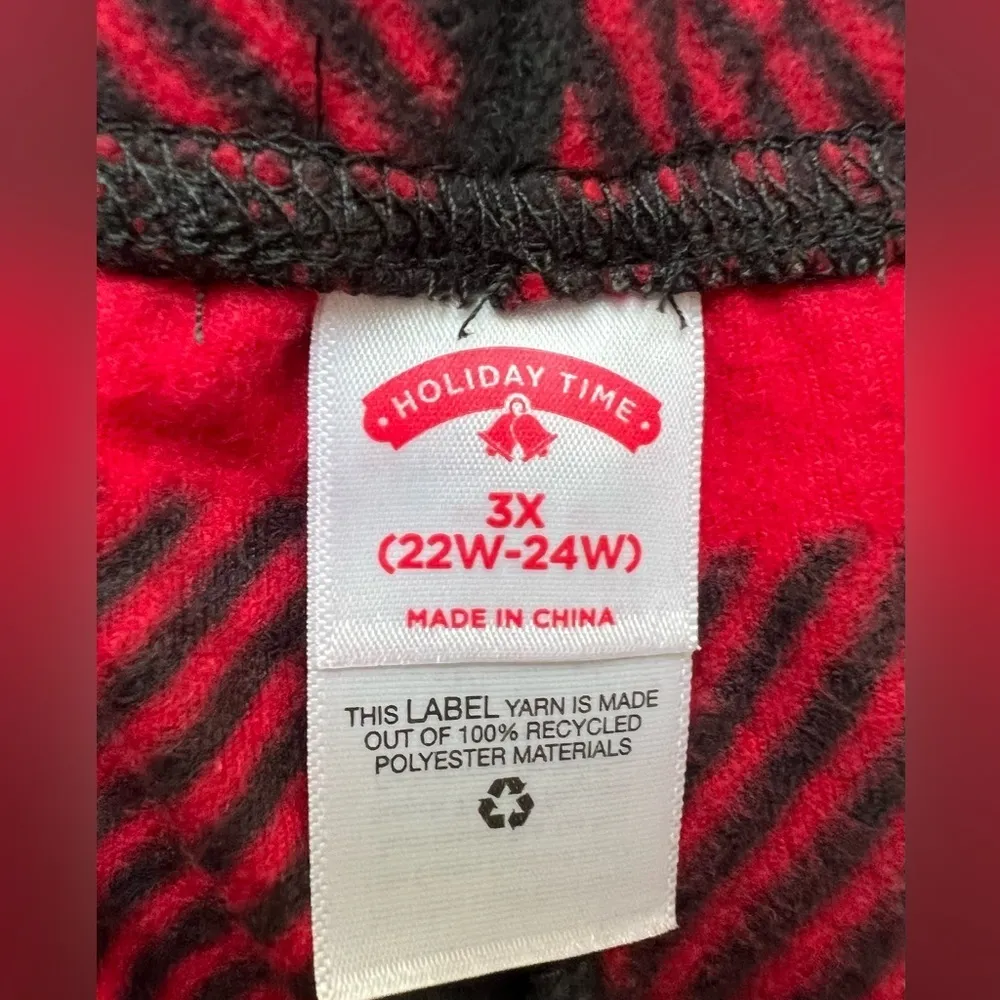 HOLIDAY TIME
3X
(22W-24W)
MADE IN CHINA
THIS LABEL YARN IS MADE
OUT OF 100% RECYCLED
POLYESTER MATERIALS